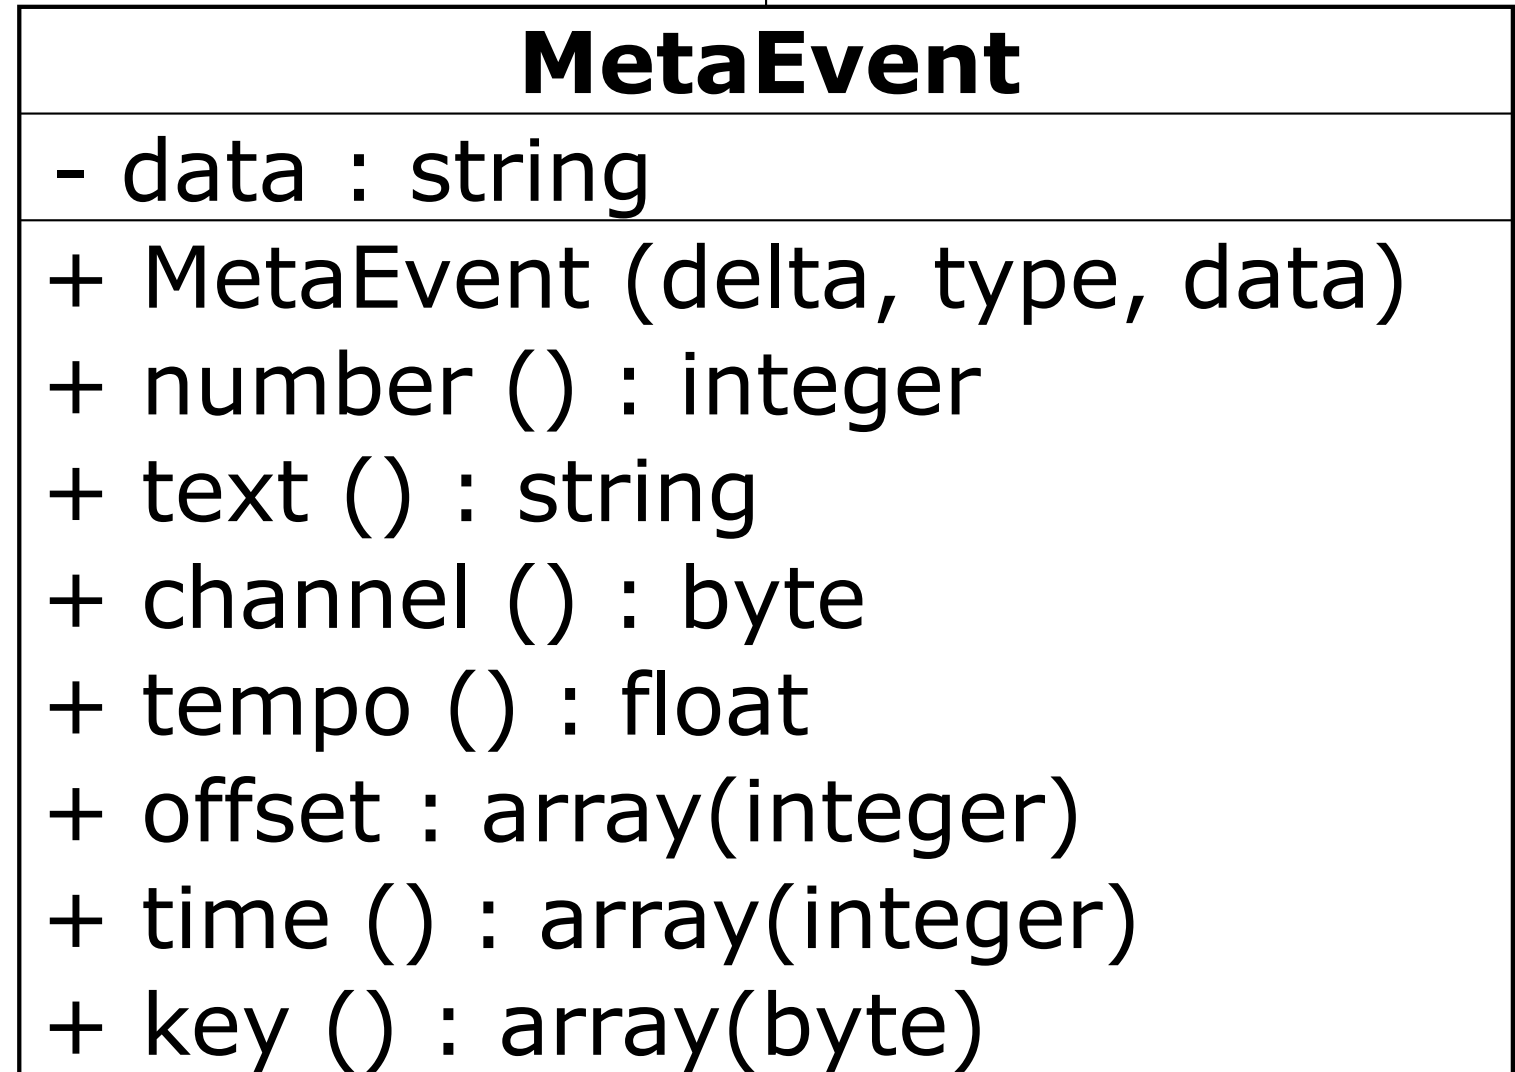 MetaEvent
- data : string
+ MetaEvent (delta, type, data)
+ number () : integer
+ text () : string
+ channel () : byte
+ tempo () : float
+ offset : array(integer)
+ time () : array(integer)
+ key () : array(byte)